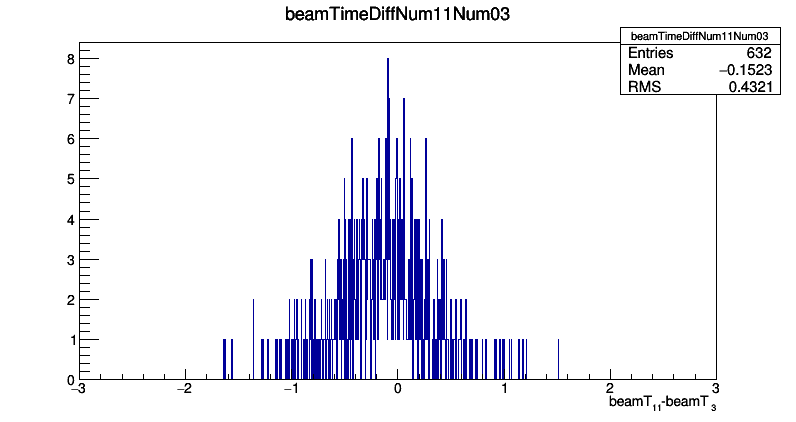 beamTimeDiffNum11Num03
beamTimeDiffNum11Num03
Entries 632
Mean −0.1523
RMS 0.4321
8
7
6
5
4
3
2
1
0
−3 −2 −1 0 1 2 3
beamT11-beamT3